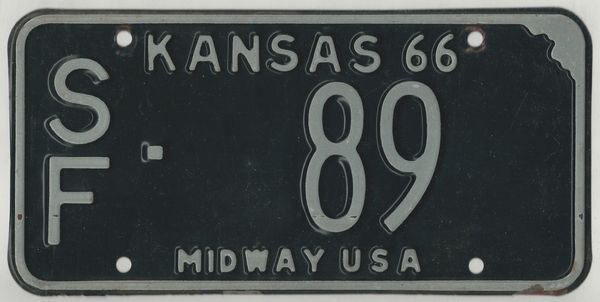 KANSAS 66
SF · 89
MIDWAY USA